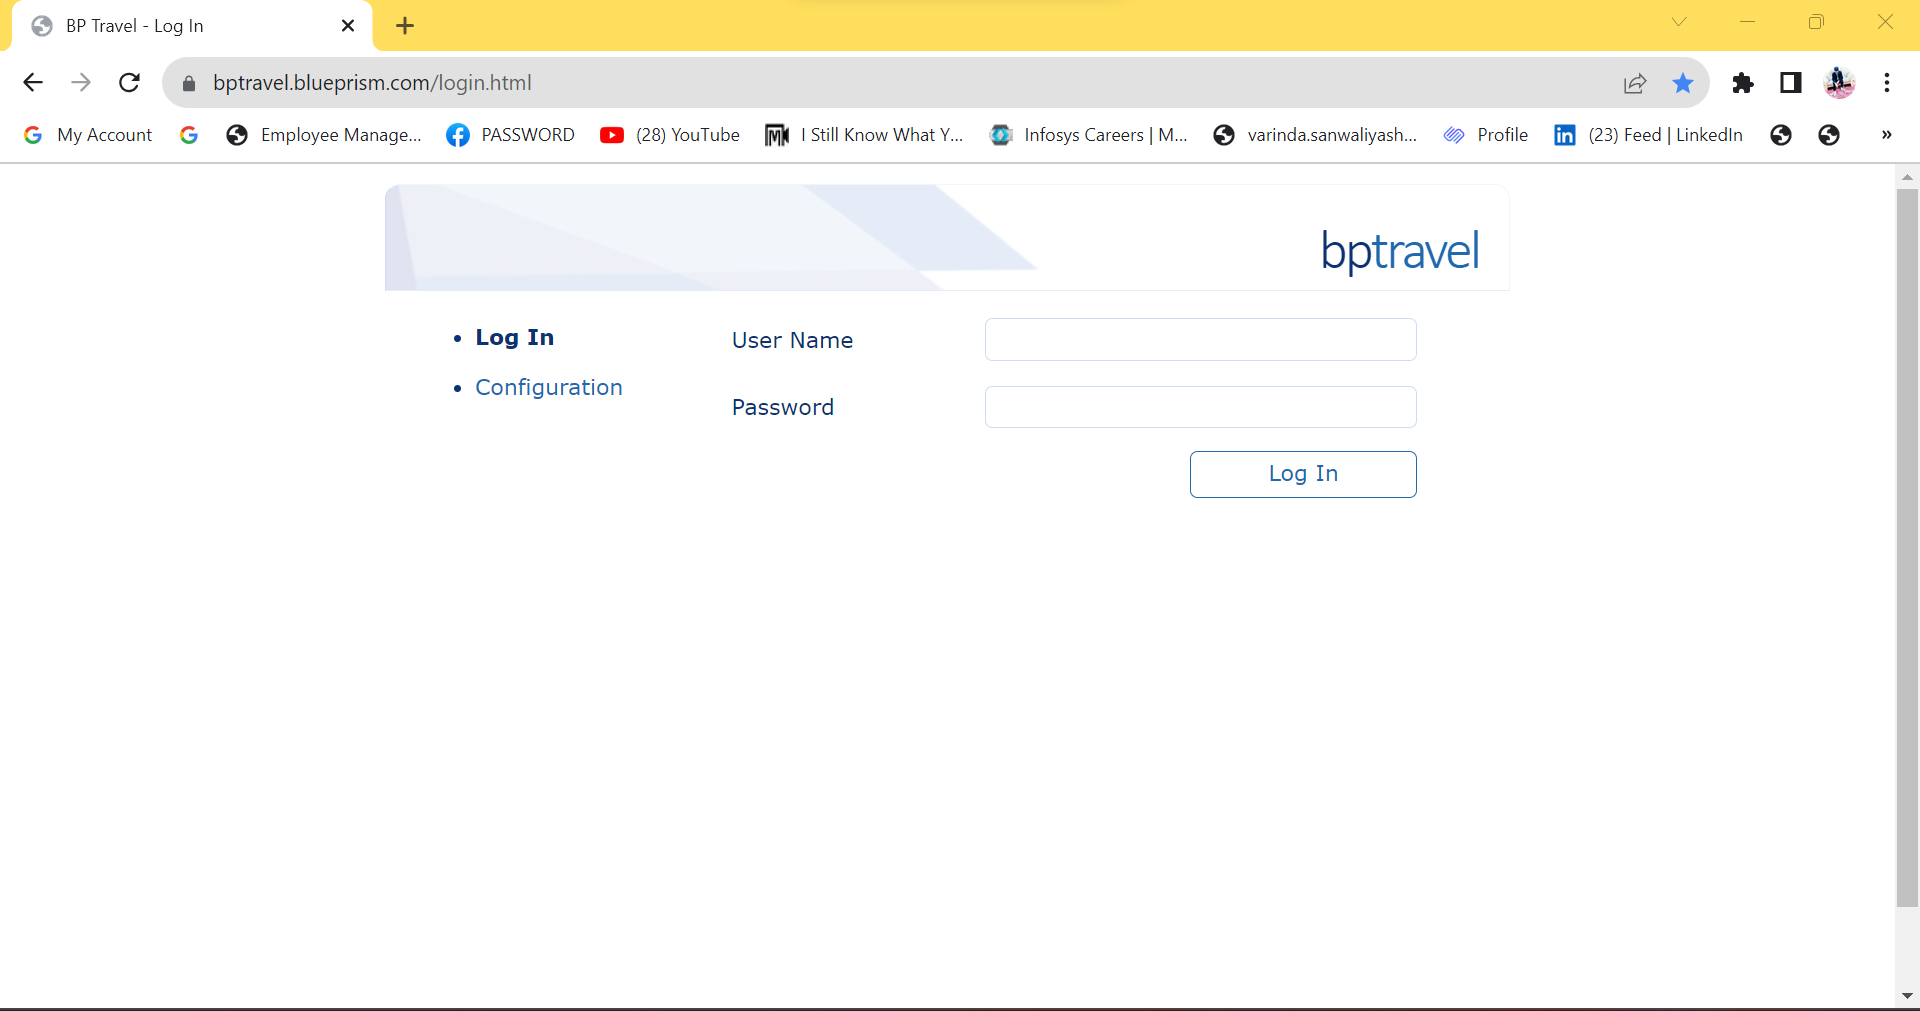 BP Travel - Log In
bptravel.blueprism.com/login.html
My Account Employee Manage... PASSWORD (28) YouTube I Still Know What Y... Infosys Careers | M... varinda.sanwaliyash... Profile (23) Feed | LinkedIn »
bptravel
• Log In
User Name
• Configuration
Password
Log In